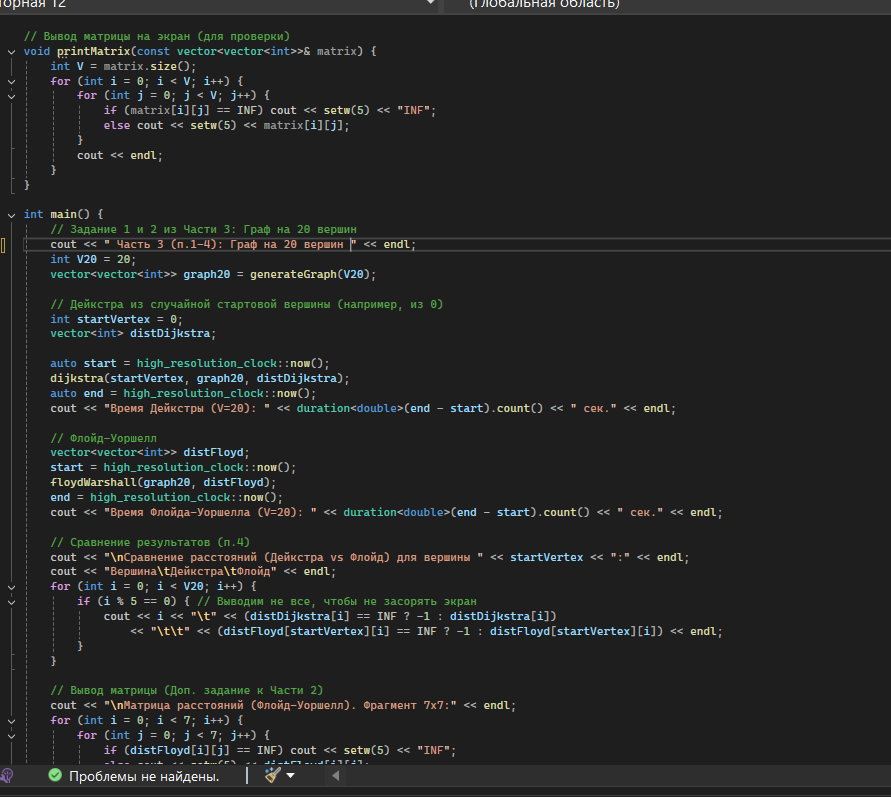 орная 12
(Глобальная область)
// Вывод матрицы на экран (для проверки)
void printMatrix(const vector<vector<int>>& matrix) {
    int V = matrix.size();
    for (int i = 0; i < V; i++) {
        for (int j = 0; j < V; j++) {
            if (matrix[i][j] == INF) cout << setw(5) << "INF";
            else cout << setw(5) << matrix[i][j];
        }
        cout << endl;
    }
}
int main() {
    // Задание 1 и 2 из Части 3: Граф на 20 вершин
    cout << " Часть 3 (п.1-4): Граф на 20 вершин " << endl;
    int V20 = 20;
    vector<vector<int>> graph20 = generateGraph(V20);
    // Дейкстра из случайной стартовой вершины (например, из 0)
    int startVertex = 0;
    vector<int> distDijkstra;
    auto start = high_resolution_clock::now();
    dijkstra(startVertex, graph20, distDijkstra);
    auto end = high_resolution_clock::now();
    cout << "Время Дейкстры (V=20): " << duration<double>(end - start).count() << " сек." << endl;
    // Флойд-Уоршелл
    vector<vector<int>> distFloyd;
    start = high_resolution_clock::now();
    floydWarshall(graph20, distFloyd);
    end = high_resolution_clock::now();
    cout << "Время Флойда-Уоршелла (V=20): " << duration<double>(end - start).count() << " сек." << endl;
    // Сравнение результатов (п.4)
    cout << "\nСравнение расстояний (Дейкстра vs Флойд) для вершины " << startVertex << ":" << endl;
    cout << "Вершина\tДейкстра\tФлойд" << endl;
    for (int i = 0; i < V20; i++) {
        if (i % 5 == 0) { // Выводим не все, чтобы не засорять экран
            cout << i << "\t" << (distDijkstra[i] == INF ? -1 : distDijkstra[i])
                << "\t\t" << (distFloyd[startVertex][i] == INF ? -1 : distFloyd[startVertex][i]) << endl;
        }
    }
    // Вывод матрицы (Доп. задание к Части 2)
    cout << "\nМатрица расстояний (Флойд-Уоршелл). Фрагмент 7x7:" << endl;
    for (int i = 0; i < 7; i++) {
        for (int j = 0; j < 7; j++) {
            if (distFloyd[i][j] == INF) cout << setw(5) << "INF";
            else cout << setw(5) << distFloyd[i][j];
Проблемы не найдены.